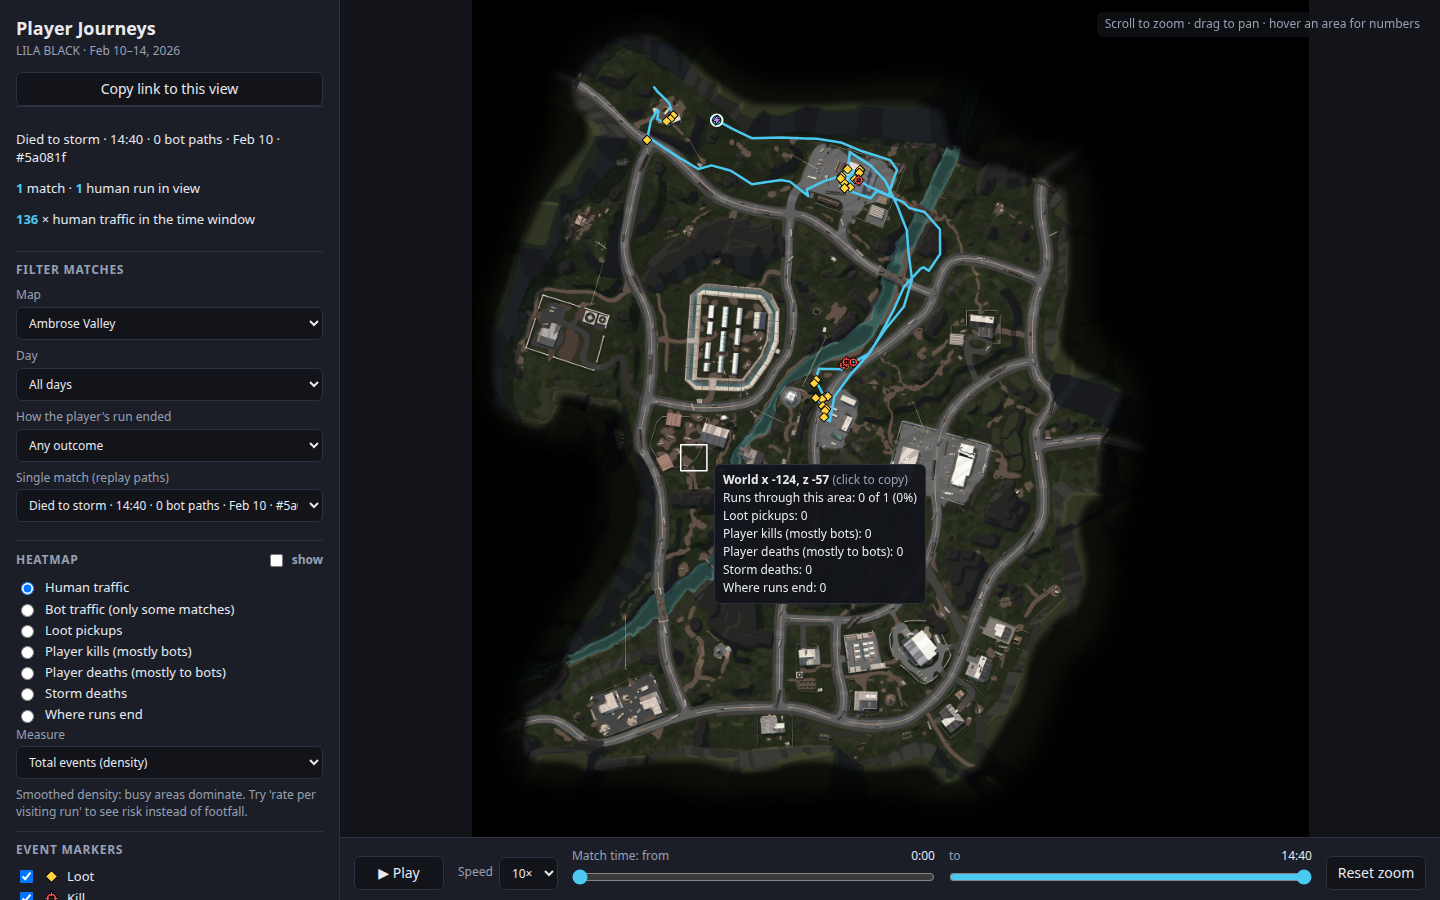 Player Journeys
LILA BLACK · Feb 10–14, 2026
Copy link to this view
Died to storm · 14:40 · 0 bot paths · Feb 10 ·
#5a081f
1 match · 1 human run in view
136 × human traffic in the time window
FILTER MATCHES
Map
Ambrose Valley
Day
All days
How the player's run ended
Any outcome
Single match (replay paths)
Died to storm · 14:40 · 0 bot paths · Feb 10 · #5a
HEATMAP
show
Human traffic
Bot traffic (only some matches)
Loot pickups
Player kills (mostly bots)
Player deaths (mostly to bots)
Storm deaths
Where runs end
Measure
Total events (density)
Smoothed density: busy areas dominate. Try 'rate per
visiting run' to see risk instead of footfall.
EVENT MARKERS
Loot
Kill
Scroll to zoom · drag to pan · hover an area for numbers
World x -124, z -57 (click to copy)
Runs through this area: 0 of 1 (0%)
Loot pickups: 0
Player kills (mostly bots): 0
Player deaths (mostly to bots): 0
Storm deaths: 0
Where runs end: 0
▶ Play
Speed
10×
Match time: from
0:00
to
14:40
Reset zoom